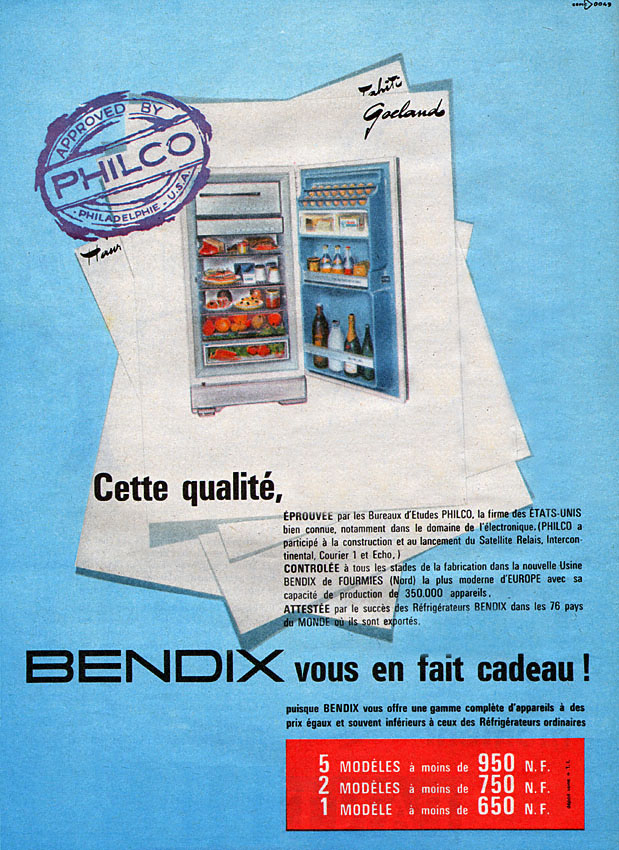 Tahiti
Goelands
APPROVED BY
PHILCO
- PHILADELPHIE - U.S.A.
Cette qualité,
ÉPROUVÉE par les Bureaux d'Etudes PHILCO, la firme des ÉTATS-UNIS
bien connue, notamment dans le domaine de l'électronique. (PHILCO a
participé à la construction et au lancement du Satellite Relais, Intercon-
tinental, Courier 1 et Echo.)
CONTROLÉE à tous les stades de la fabrication dans la nouvelle Usine
BENDIX de FOURMIES (Nord) la plus moderne d'EUROPE avec sa
capacité de production de 350.000 appareils.
ATTESTÉE par le succès des Réfrigérateurs BENDIX dans les 76 pays
du MONDE où ils sont exportés.
BENDIX vous en fait cadeau !
puisque BENDIX vous offre une gamme complète d'appareils à des
prix égaux et souvent inférieurs à ceux des Réfrigérateurs ordinaires
5 MODÈLES à moins de 950 N.F.
2 MODÈLES à moins de 750 N.F.
1 MODÈLE à moins de 650 N.F.